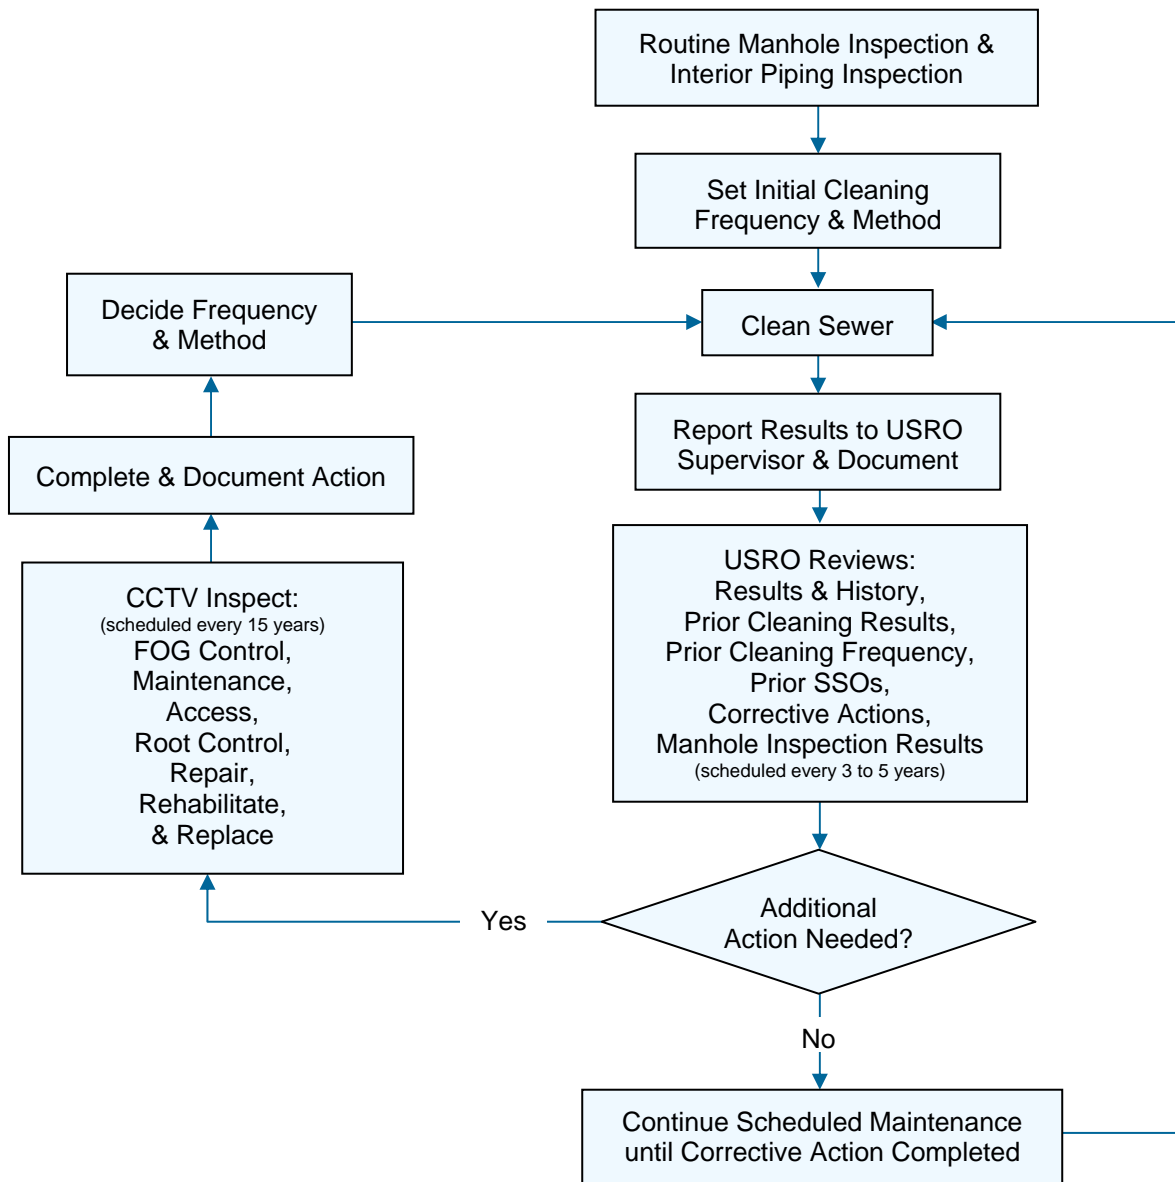 Routine Manhole Inspection &
Interior Piping Inspection
Set Initial Cleaning
Frequency & Method
Decide Frequency
& Method
Clean Sewer
Complete & Document Action
Report Results to USRO
Supervisor & Document
CCTV Inspect:
(scheduled every 15 years)
FOG Control,
Maintenance,
Access,
Root Control,
Repair,
Rehabilitate,
& Replace
USRO Reviews:
Results & History,
Prior Cleaning Results,
Prior Cleaning Frequency,
Prior SSOs,
Corrective Actions,
Manhole Inspection Results
(scheduled every 3 to 5 years)
Yes
Additional
Action Needed?
No
Continue Scheduled Maintenance
until Corrective Action Completed